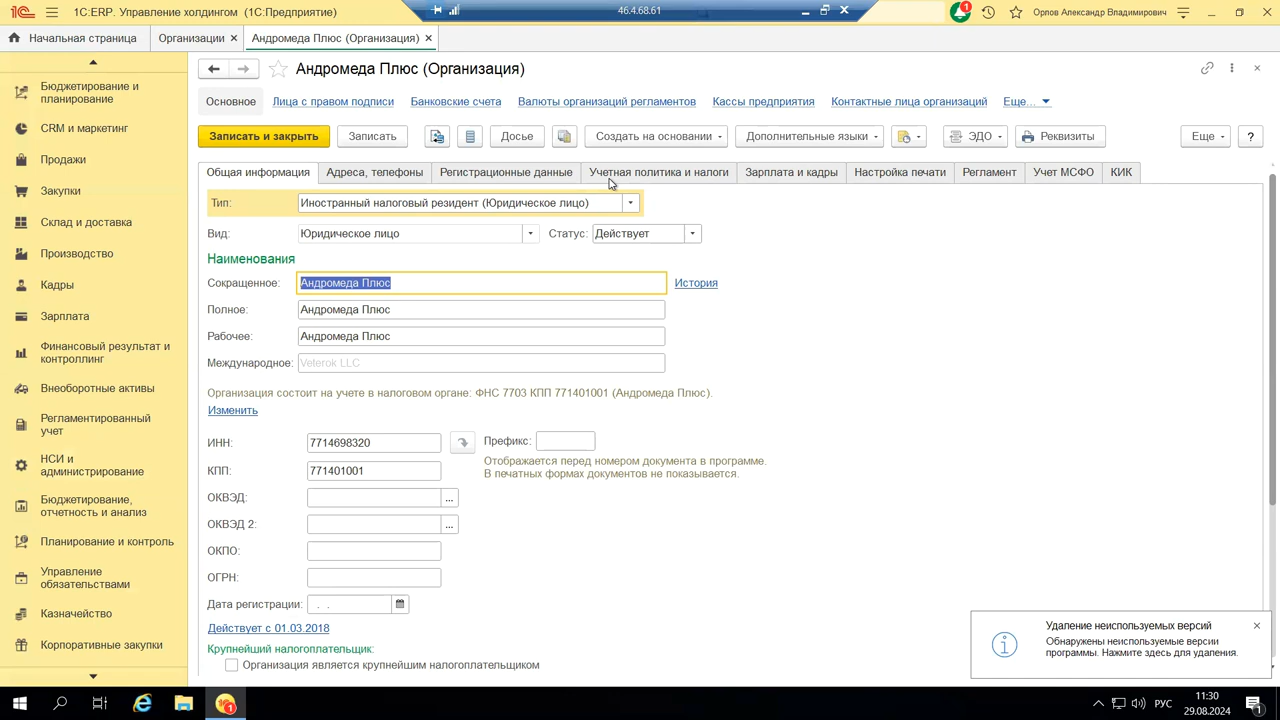 1С:ERP. Управление холдингом (1С:Предприятие)
46.4.68.61
1
Орлов Александр Владимирович
Начальная страница
Организации
Андромеда Плюс (Организация)
Бюджетирование и
планирование
CRM и маркетинг
Продажи
Закупки
Склад и доставка
Производство
Кадры
Зарплата
Финансовый результат и
контроллинг
Внеоборотные активы
Регламентированный
учет
НСИ и
администрирование
Бюджетирование,
отчетность и анализ
Планирование и контроль
Управление
обязательствами
Казначейство
Корпоративные закупки
Андромеда Плюс (Организация)
Основное Лица с правом подписи Банковские счета Валюты организаций регламентов Кассы предприятия Контактные лица организаций Еще...
Записать и закрыть Записать Досье Создать на основании Дополнительные языки ЭДО Реквизиты Еще ?
Общая информация Адреса, телефоны Регистрационные данные Учетная политика и налоги Зарплата и кадры Настройка печати Регламент Учет МСФО КИК
Тип: Иностранный налоговый резидент (Юридическое лицо)
Вид: Юридическое лицо Статус: Действует
Наименования
Сокращенное: Андромеда Плюс История
Полное: Андромеда Плюс
Рабочее: Андромеда Плюс
Международное: Veterok LLC
Организация состоит на учете в налоговом органе: ФНС 7703 КПП 771401001 (Андромеда Плюс).
Изменить
ИНН: 7714698320 Префикс:
Отображается перед номером документа в программе.
КПП: 771401001
В печатных формах документов не показывается.
ОКВЭД: ...
ОКВЭД 2: ...
ОКПО:
ОГРН:
Дата регистрации: . .
Действует с 01.03.2018
Крупнейший налогоплательщик:
Организация является крупнейшим налогоплательщиком
Удаление неиспользуемых версий
Обнаружены неиспользуемые версии
программы. Нажмите здесь для удаления.
1
РУС
11:30
29.08.2024
1